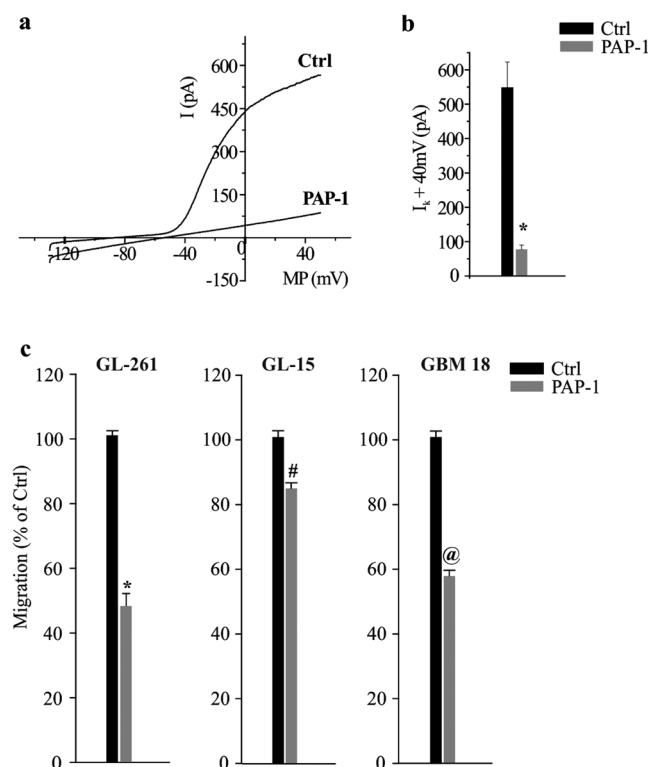 a
b
Ctrl
PAP-1
600
450
300
150
-150
I (pA)
Ctrl
PAP-1
-120
-80
-40
0
40
MP (mV)
600
550
500
400
300
200
100
0
Iₖ + 40mV (pA)
*
c
GL-261
GL-15
GBM 18
Ctrl
PAP-1
Migration (% of Ctrl)
120
100
80
60
40
20
0
*
120
100
80
60
40
20
0
#
120
100
80
60
40
20
0
@